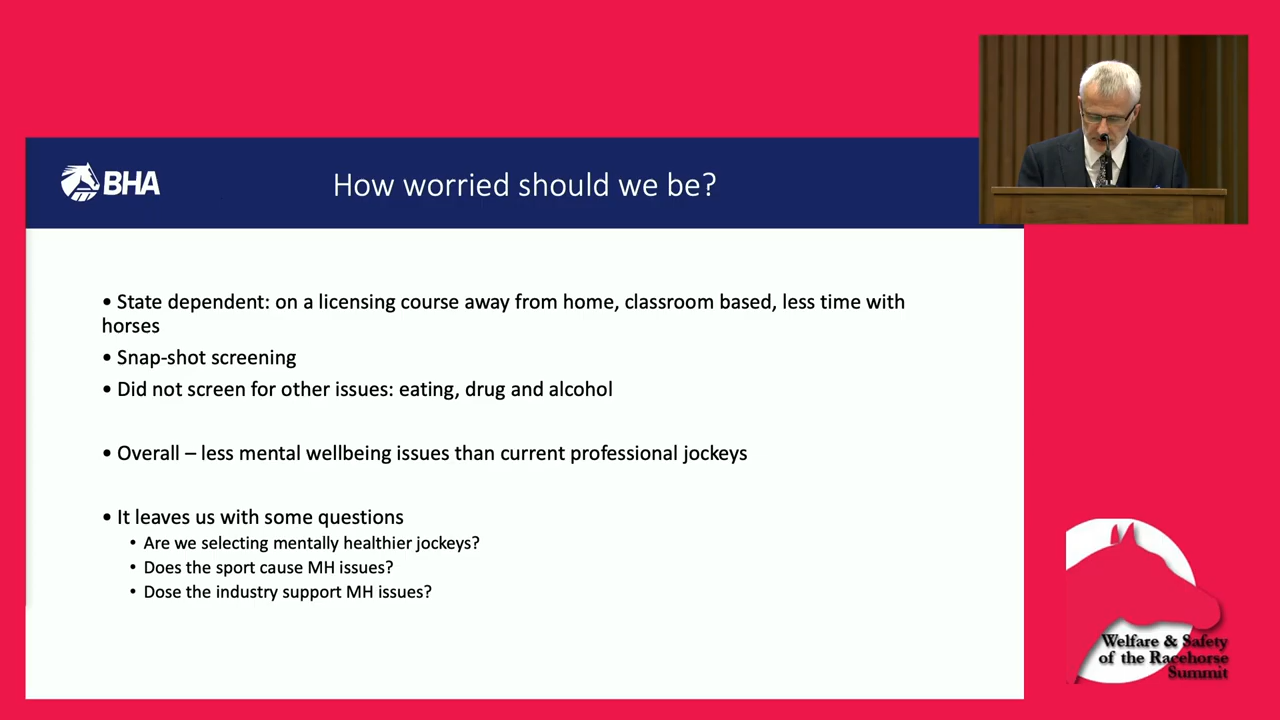 BHA
How worried should we be?
• State dependent: on a licensing course away from home, classroom based, less time with
horses
• Snap-shot screening
• Did not screen for other issues: eating, drug and alcohol
• Overall – less mental wellbeing issues than current professional jockeys
• It leaves us with some questions
• Are we selecting mentally healthier jockeys?
• Does the sport cause MH issues?
• Dose the industry support MH issues?
Welfare & Safety
of the Racehorse
Summit